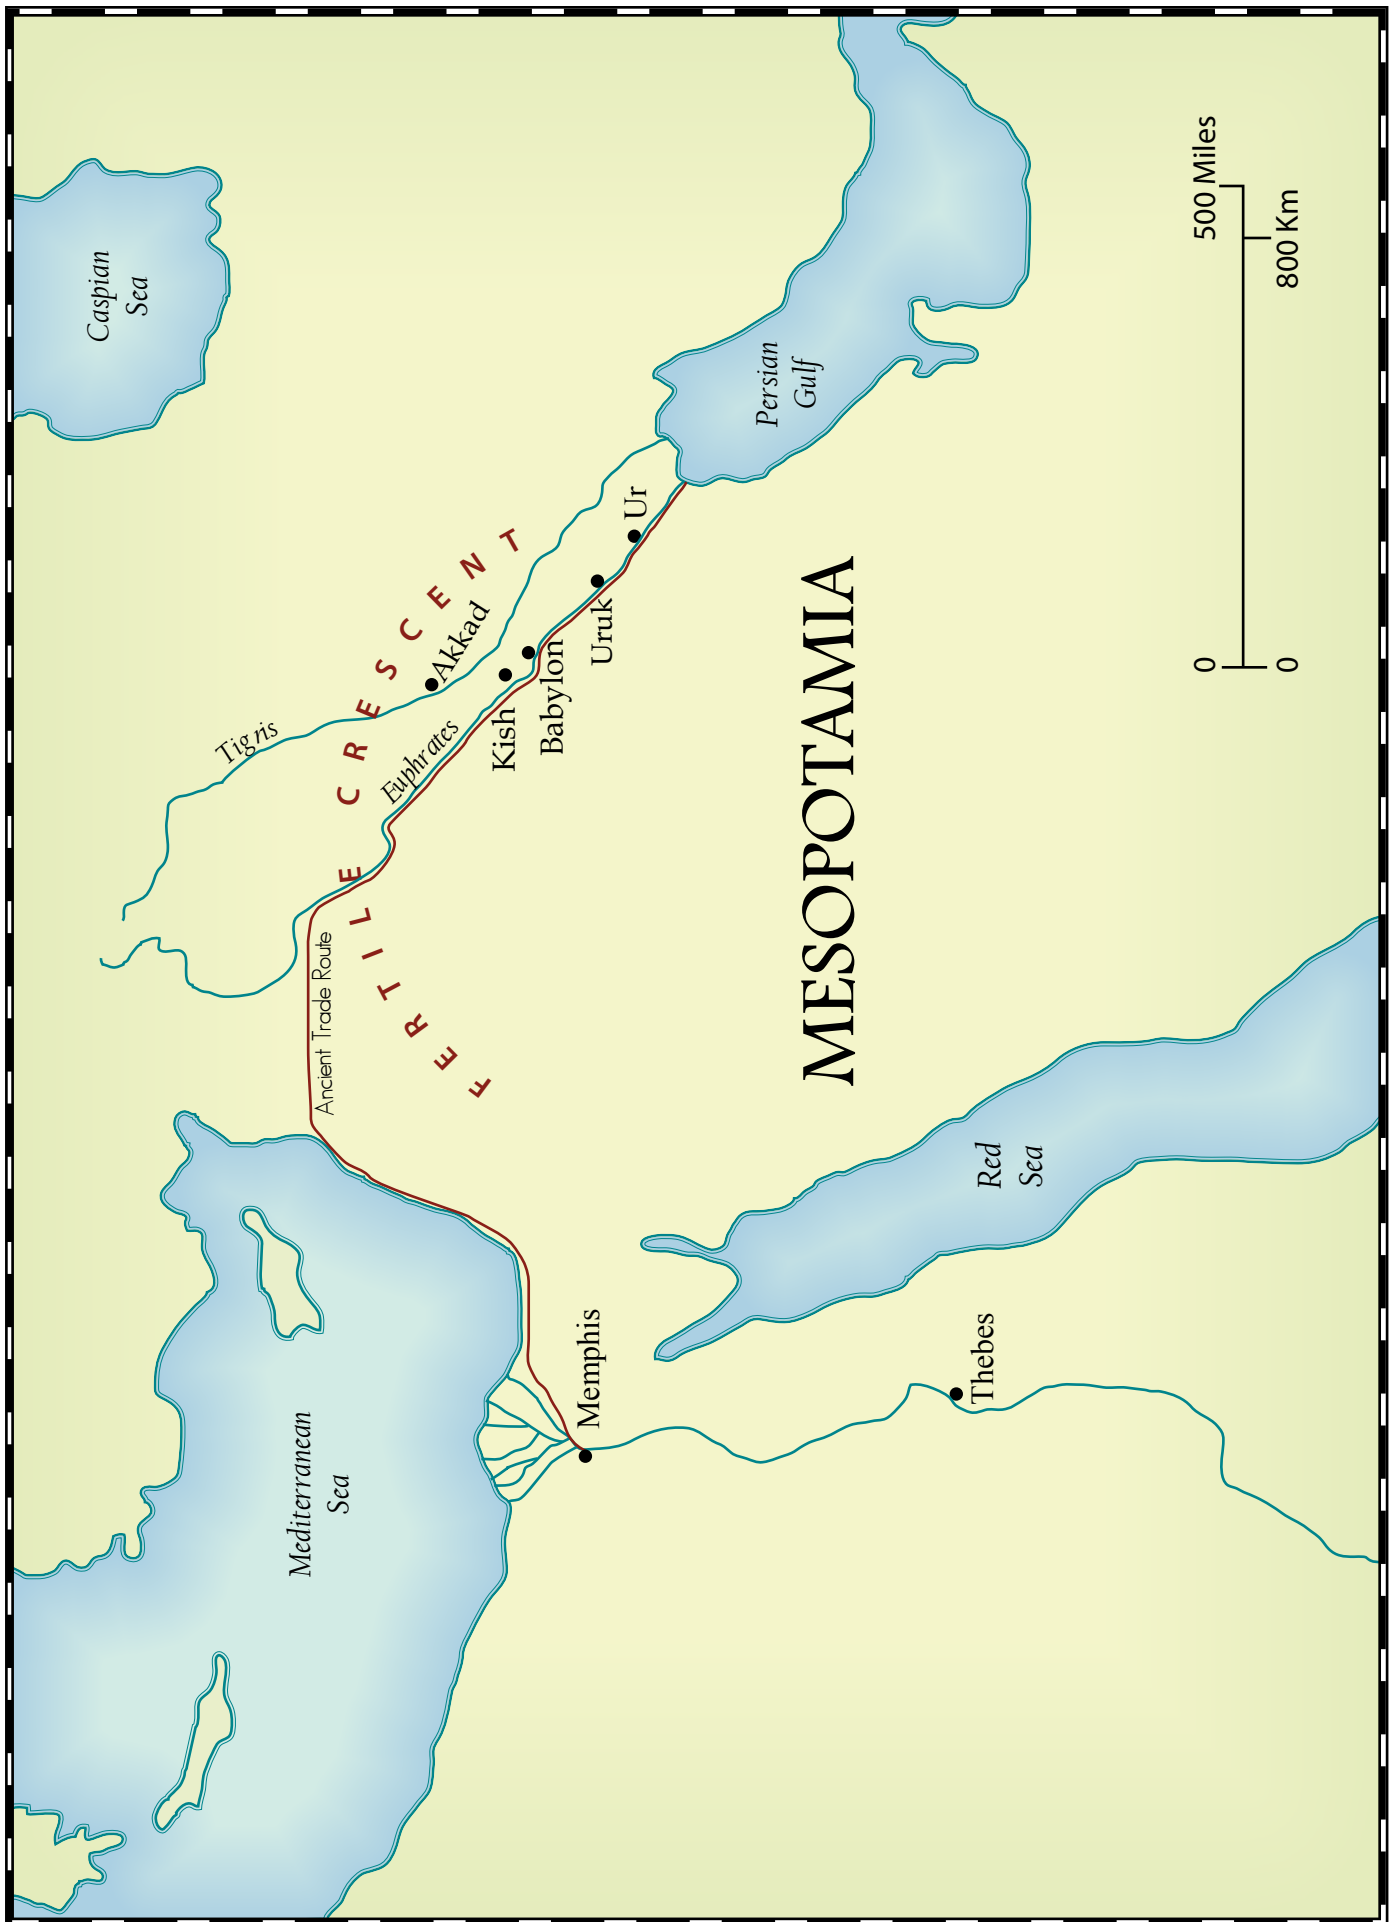 Caspian
Sea
Tigris
Akkad
FERTILE CRESCENT
Euphrates
Kish
Babylon
Uruk
Ur
Persian
Gulf
Ancient Trade Route
Mediterranean
Sea
Memphis
MESOPOTAMIA
Red
Sea
Thebes
0 500 Miles
0 800 Km